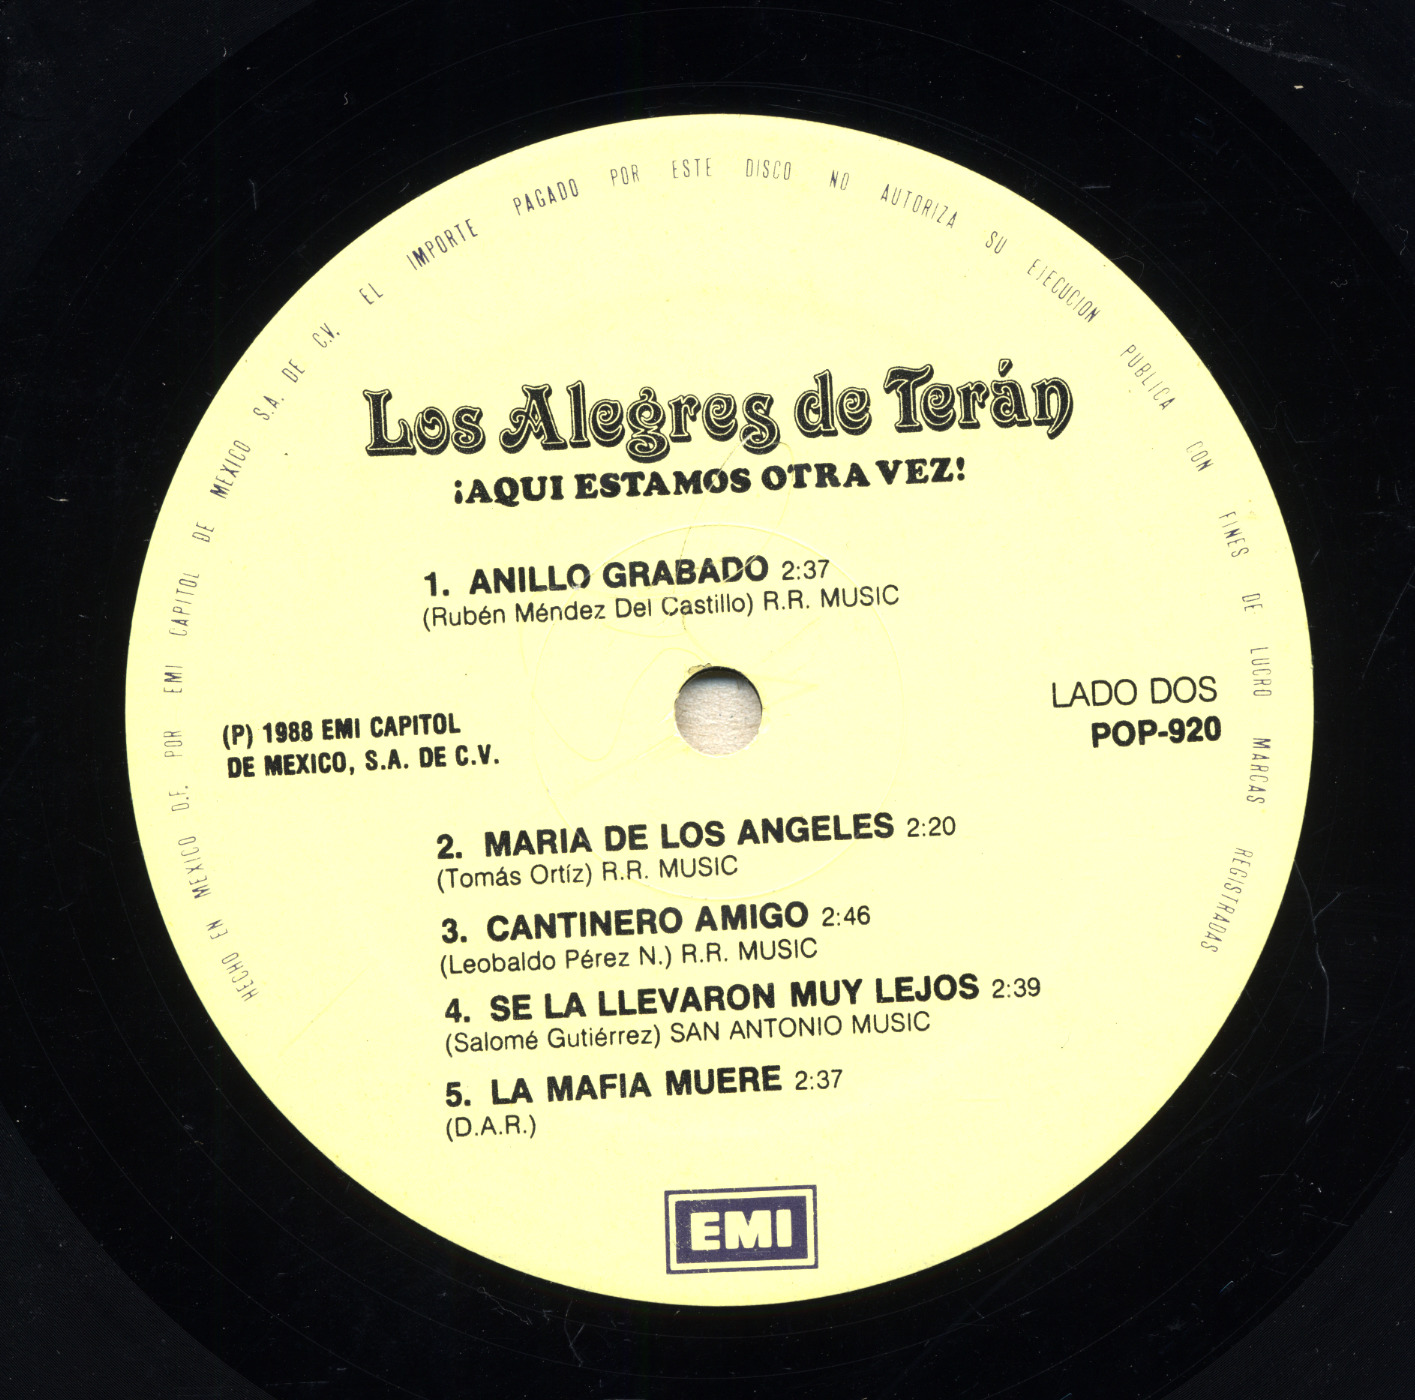 HECHO EN MEXICO D.F. POR EMI CAPITOL DE MEXICO S.A. DE C.V. EL IMPORTE PAGADO POR ESTE DISCO NO AUTORIZA SU EJECUCION PUBLICA CON FINES DE LUCRO MARCAS REGISTRADAS
Los Alegres de Terán
¡AQUI ESTAMOS OTRA VEZ!
1. ANILLO GRABADO 2:37
(Rubén Méndez Del Castillo) R.R. MUSIC
(P) 1988 EMI CAPITOL
DE MEXICO, S.A. DE C.V.
LADO DOS
POP-920
2. MARIA DE LOS ANGELES 2:20
(Tomás Ortíz) R.R. MUSIC
3. CANTINERO AMIGO 2:46
(Leobaldo Pérez N.) R.R. MUSIC
4. SE LA LLEVARON MUY LEJOS 2:39
(Salomé Gutiérrez) SAN ANTONIO MUSIC
5. LA MAFIA MUERE 2:37
(D.A.R.)
EMI